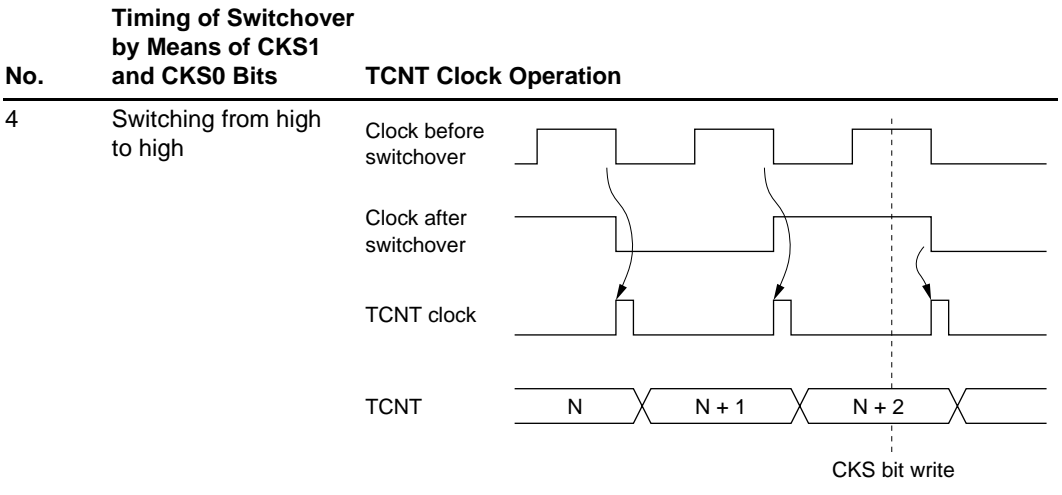 No.
Timing of Switchover
by Means of CKS1
and CKS0 Bits
TCNT Clock Operation
4
Switching from high
to high
Clock before
switchover
Clock after
switchover
TCNT clock
TCNT
N
N + 1
N + 2
CKS bit write